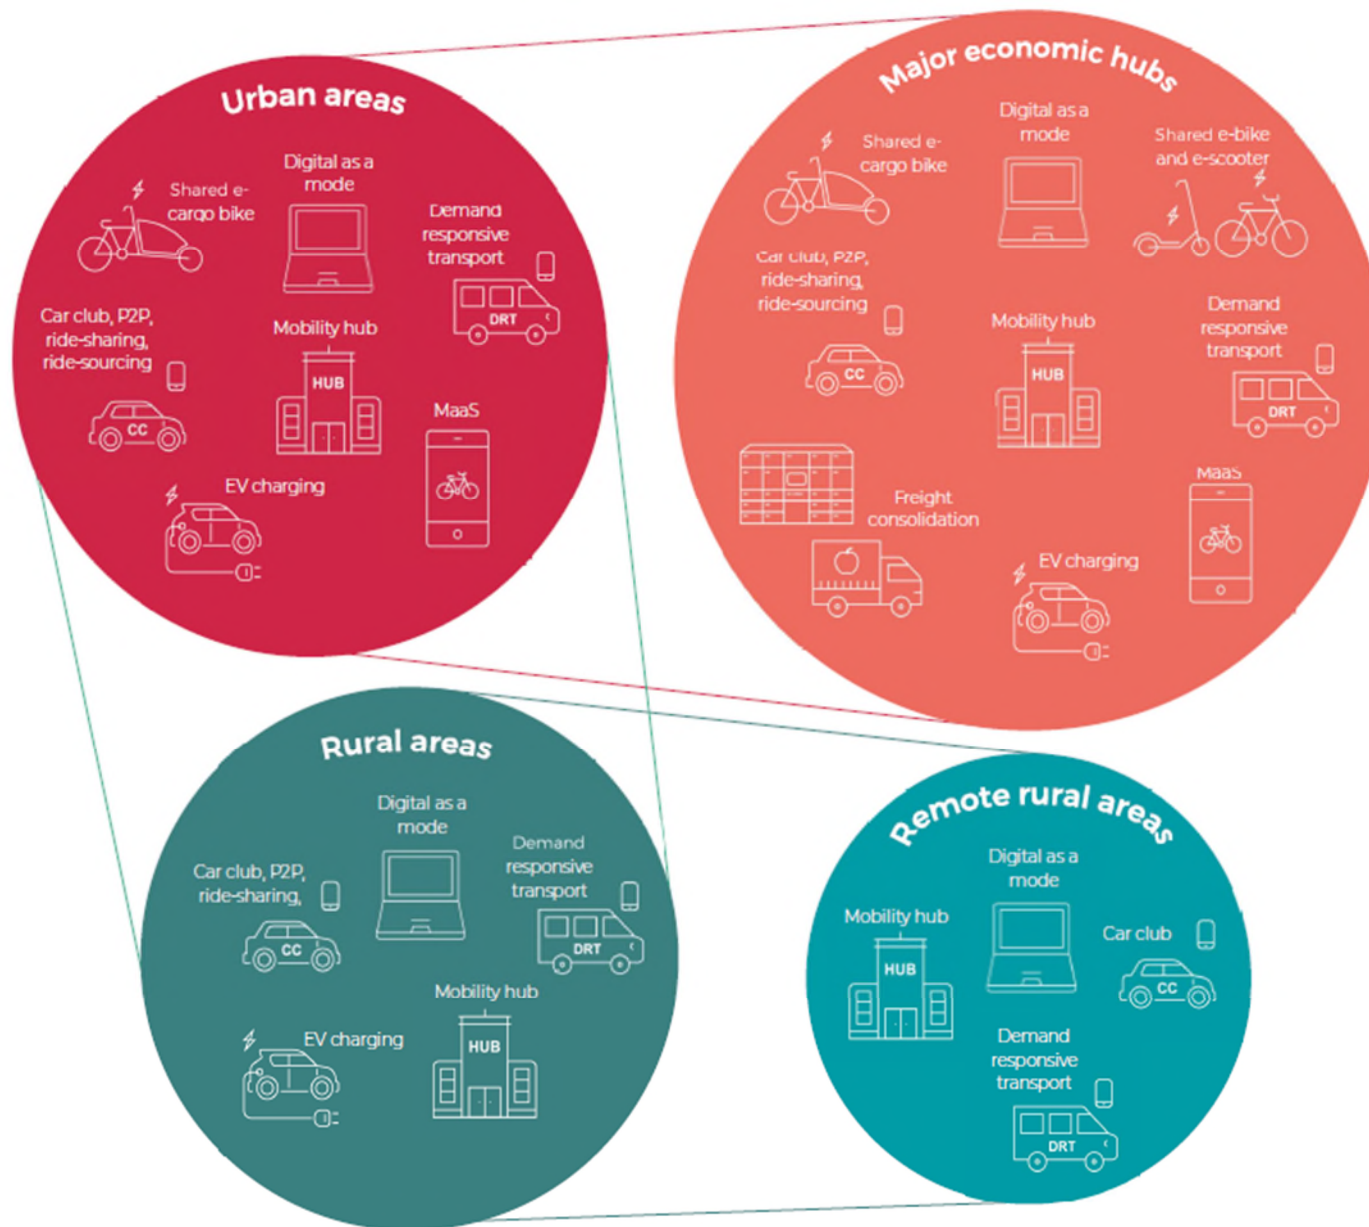 Urban areas
Digital as a
mode
Shared e-
cargo bike
Demand
responsive
transport
DRT
Car club, P2P,
ride-sharing,
ride-sourcing
CC
Mobility hub
HUB
MaaS
EV charging
Major economic hubs
Digital as a
mode
Shared e-
cargo bike
Shared e-bike
and e-scooter
Car club, P2P,
ride-sharing,
ride-sourcing
CC
Mobility hub
HUB
Demand
responsive
transport
DRT
MaaS
Freight
consolidation
EV charging
Rural areas
Digital as a
mode
Car club, P2P,
ride-sharing,
CC
Demand
responsive
transport
DRT
Mobility hub
HUB
EV charging
Remote rural areas
Digital as a
mode
Mobility hub
HUB
Car club
CC
Demand
responsive
transport
DRT